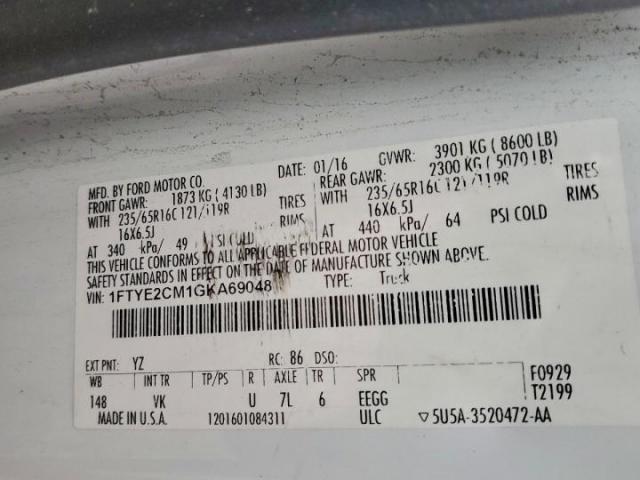 MFD. BY FORD MOTOR CO.
DATE: 01/16 GVWR: 3901 KG ( 8600 LB)
FRONT GAWR: 1873 KG ( 4130 LB)
REAR GAWR: 2300 KG ( 5070 LB)
WITH 235/65R16C 121/119R TIRES
WITH 235/65R16C 121/119R TIRES
16X6.5J RIMS
16X6.5J RIMS
AT 340 kPa/ 49 PSI COLD
AT 440 kPa/ 64 PSI COLD
THIS VEHICLE CONFORMS TO ALL APPLICABLE FEDERAL MOTOR VEHICLE
SAFETY STANDARDS IN EFFECT ON THE DATE OF MANUFACTURE SHOWN ABOVE.
VIN: 1FTYE2CM1GKA69048 TYPE: Truck
EXT PNT: YZ RC: 86 DSO:
WB INT TR TP/PS R AXLE TR SPR
148 VK U 7L 6 EEGG
F0929
T2199
MADE IN U.S.A. 1201601084311 ULC ▽5U5A-3520472-AA